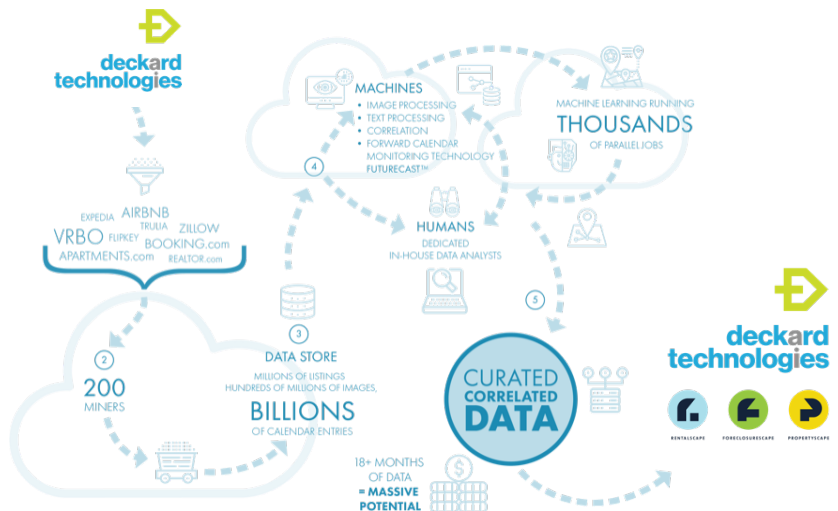 deckard
technologies
EXPEDIA AIRBNB
TRULIA ZILLOW
VRBO FLIPKEY BOOKING.com
APARTMENTS.com REALTOR.com
2
200
MINERS
3
DATA STORE
MILLIONS OF LISTINGS
HUNDREDS OF MILLIONS OF IMAGES,
BILLIONS
OF CALENDAR ENTRIES
4
MACHINES
• IMAGE PROCESSING
• TEXT PROCESSING
• CORRELATION
• FORWARD CALENDAR
MONITORING TECHNOLOGY
FUTURECAST™
MACHINE LEARNING RUNNING
THOUSANDS
OF PARALLEL JOBS
HUMANS
DEDICATED
IN-HOUSE DATA ANALYSTS
5
CURATED
CORRELATED
DATA
18+ MONTHS
OF DATA
= MASSIVE
POTENTIAL
$
deckard
technologies
RENTALSCAPE FORECLOSURESCAPE PROPERTYSCAPE